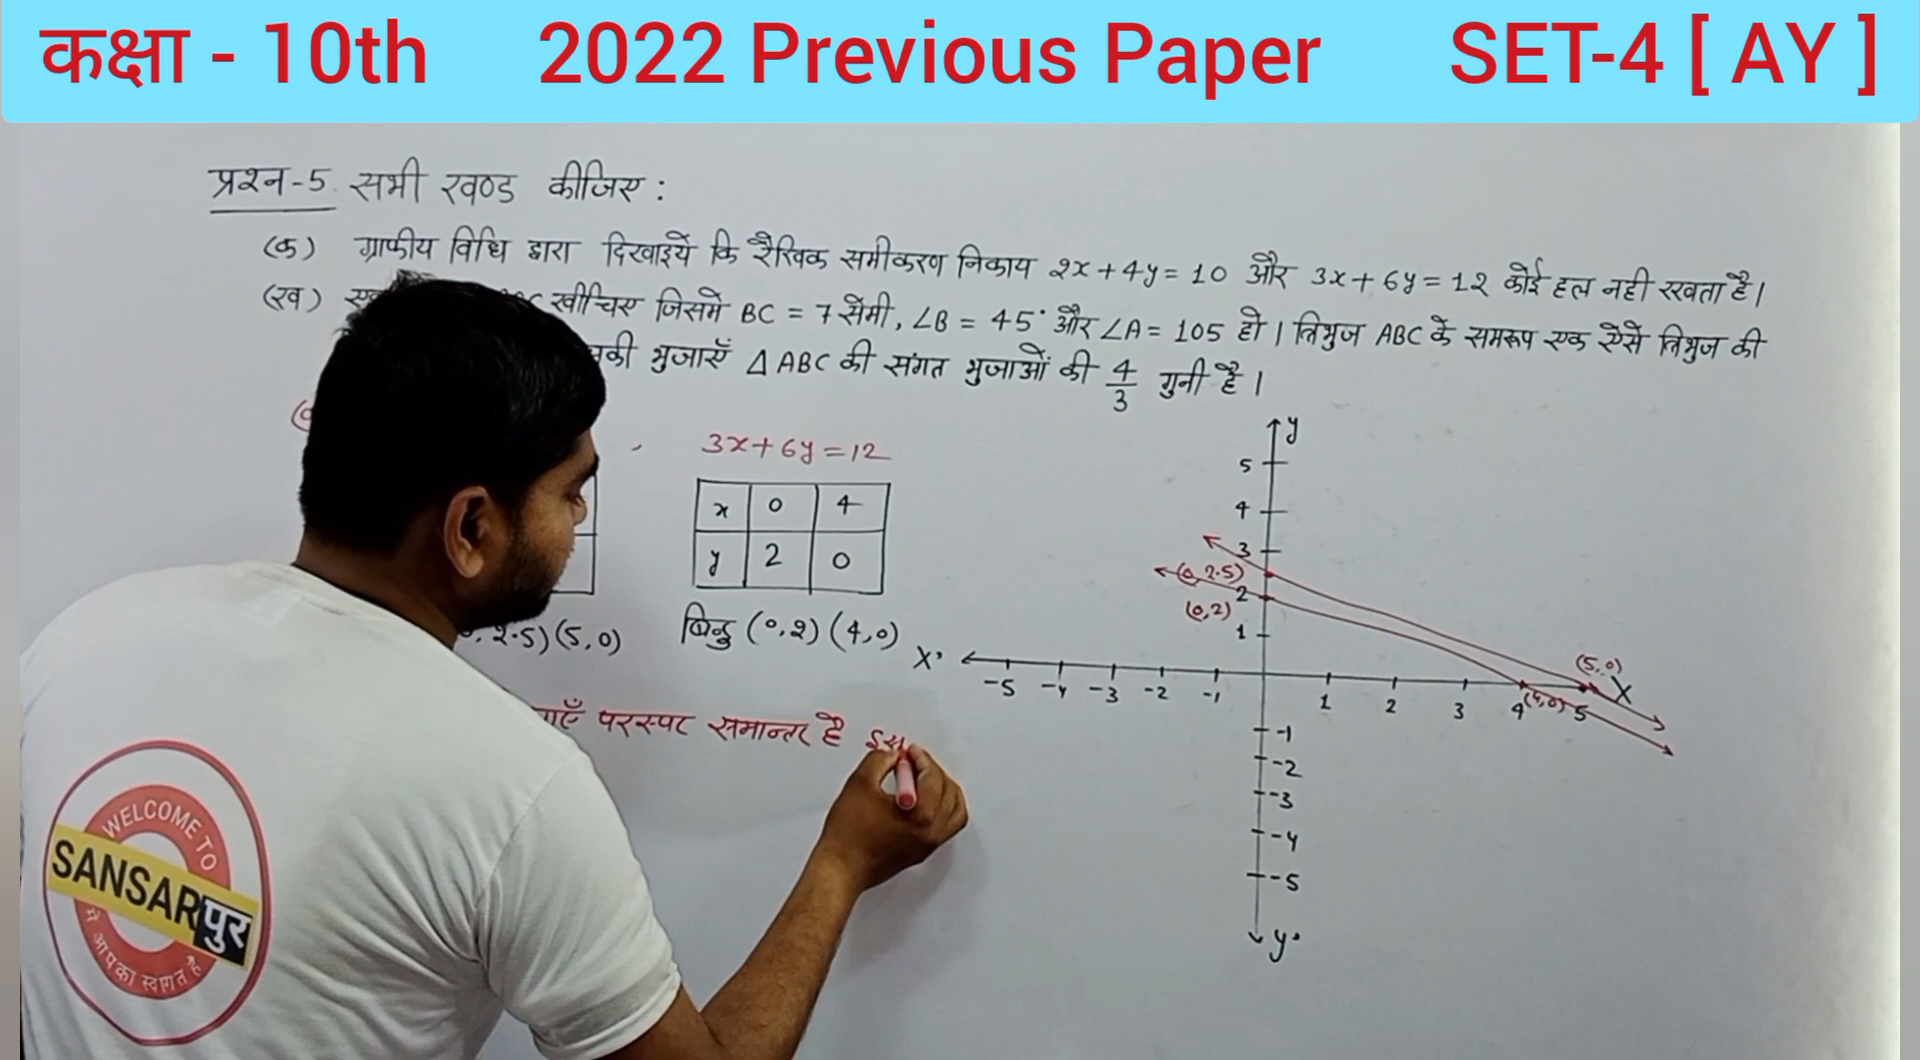 कक्षा - 10th 2022 Previous Paper SET-4 [ AY ]
प्रश्न-5. सभी खण्ड कीजिए :
(क) ग्राफीय विधि द्वारा दिखाइयें कि रैखिक समीकरण निकाय 2x + 4y = 10 और 3x + 6y = 12 कोई हल नही रखता है।
(ख) खीचिए जिसमें BC = 7 सेमी, ∠B = 45° और ∠A = 105 हो। त्रिभुज ABC के समरूप एक ऐसे त्रिभुज की
भुजाएँ Δ ABC की संगत भुजाओं की 4/3 गुनी है।
3x + 6y = 12
x 0 4
y 2 0
2.5) (5, 0) बिन्दु (0, 2) (4, 0)
परस्पर समान्तर है
y
5
4
3
(0, 2.5)
2
(0, 2)
1
X' -5 -4 -3 -2 -1 1 2 3 4 (4,0) 5 (5,0) X
-1
-2
-3
-4
-5
y'
WELCOME TO
SANSARपुर
में आपका स्वागत है